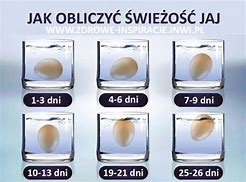 JAK OBLICZYĆ ŚWIEŻOŚĆ JAJ
WWW.ZDROWE-INSPIRACJE.INWI.PL
1-3 dni
4-6 dni
7-9 dni
10-13 dni
19-21 dni
25-26 dni